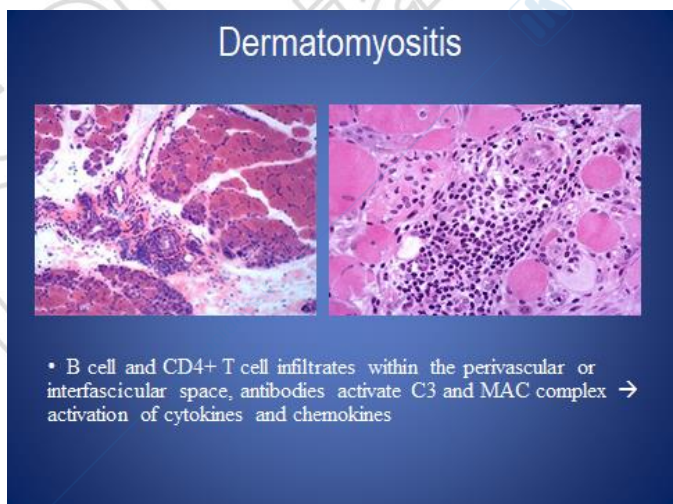 Dermatomyositis
• B cell and CD4+ T cell infiltrates within the perivascular or
interfascicular space, antibodies activate C3 and MAC complex →
activation of cytokines and chemokines